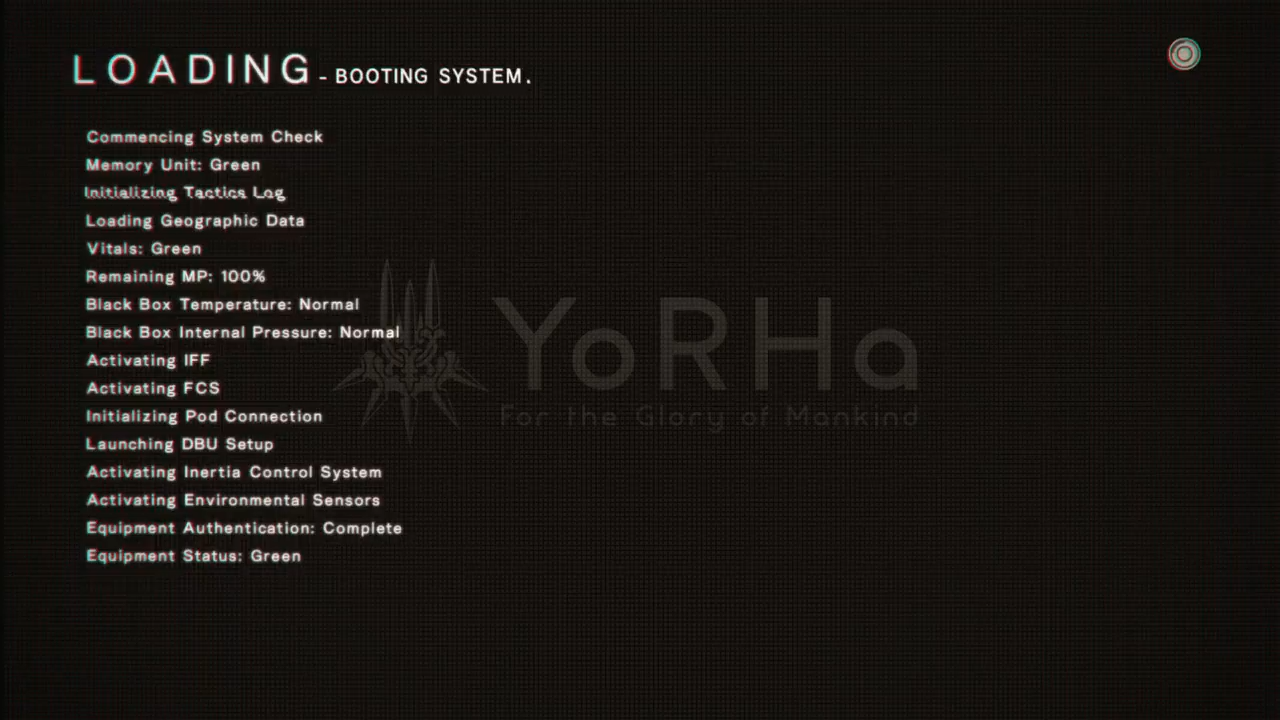 LOADING - BOOTING SYSTEM.
Commencing System Check
Memory Unit: Green
Initializing Tactics Log
Loading Geographic Data
Vitals: Green
Remaining MP: 100%
Black Box Temperature: Normal
Black Box Internal Pressure: Normal
Activating IFF
Activating FCS
Initializing Pod Connection
Launching DBU Setup
Activating Inertia Control System
Activating Environmental Sensors
Equipment Authentication: Complete
Equipment Status: Green
YoRHa
For the Glory of Mankind